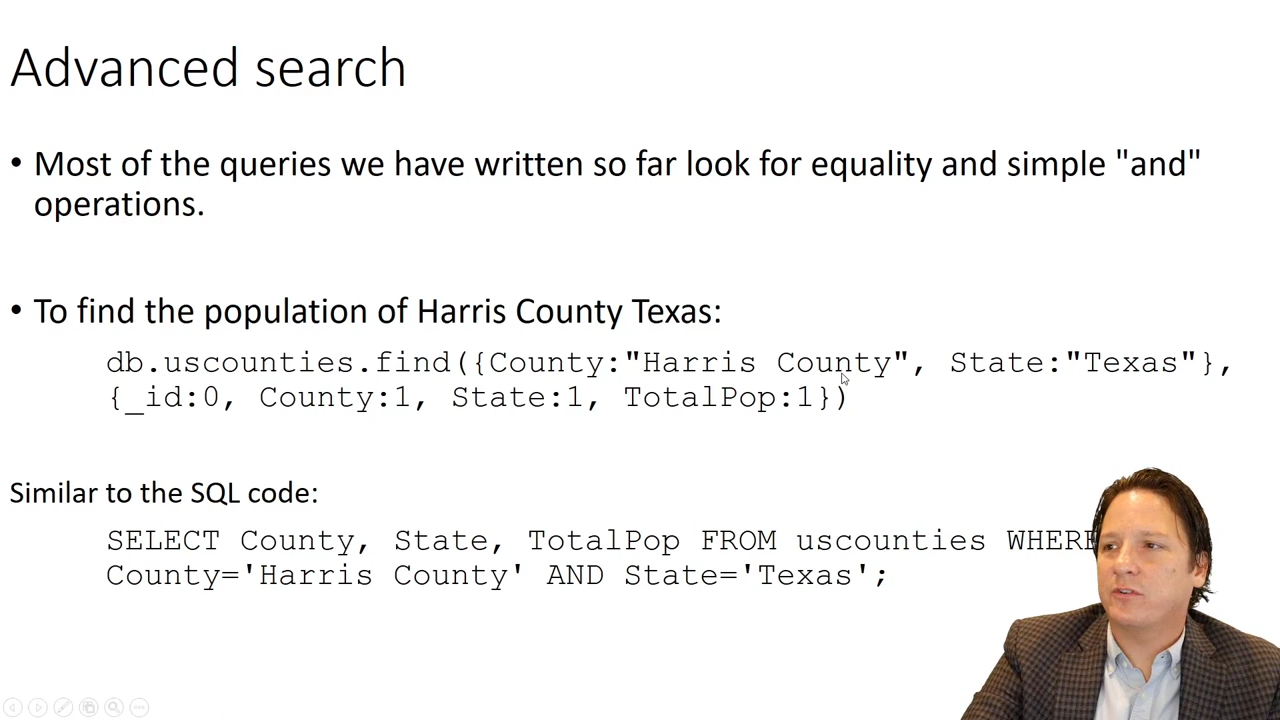 Advanced search
• Most of the queries we have written so far look for equality and simple "and"
operations.
• To find the population of Harris County Texas:
db.uscounties.find({County:"Harris County", State:"Texas"},
{_id:0, County:1, State:1, TotalPop:1})
Similar to the SQL code:
SELECT County, State, TotalPop FROM uscounties WHERE
County='Harris County' AND State='Texas';